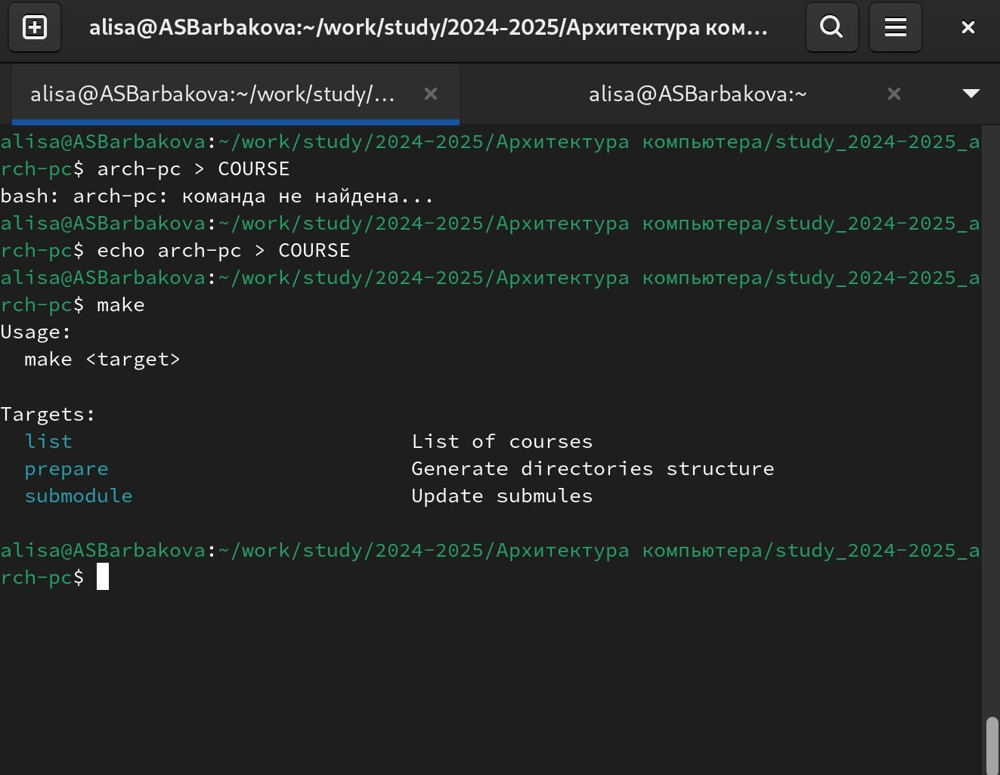 alisa@ASBarbakova:~/work/study/2024-2025/Архитектура ком...
alisa@ASBarbakova:~/work/study/...
alisa@ASBarbakova:~
alisa@ASBarbakova:~/work/study/2024-2025/Архитектура компьютера/study_2024-2025_a
rch-pc$ arch-pc > COURSE
bash: arch-pc: команда не найдена...
alisa@ASBarbakova:~/work/study/2024-2025/Архитектура компьютера/study_2024-2025_a
rch-pc$ echo arch-pc > COURSE
alisa@ASBarbakova:~/work/study/2024-2025/Архитектура компьютера/study_2024-2025_a
rch-pc$ make
Usage:
  make <target>
Targets:
  list                            List of courses
  prepare                         Generate directories structure
  submodule                       Update submules
alisa@ASBarbakova:~/work/study/2024-2025/Архитектура компьютера/study_2024-2025_a
rch-pc$